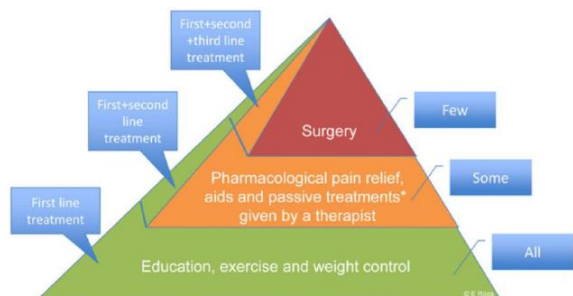 First+second
+third line
treatment
First+second
line
treatment
First line
treatment
Surgery
Few
Pharmacological pain relief,
aids and passive treatments*
given by a therapist
Some
Education, exercise and weight control
All